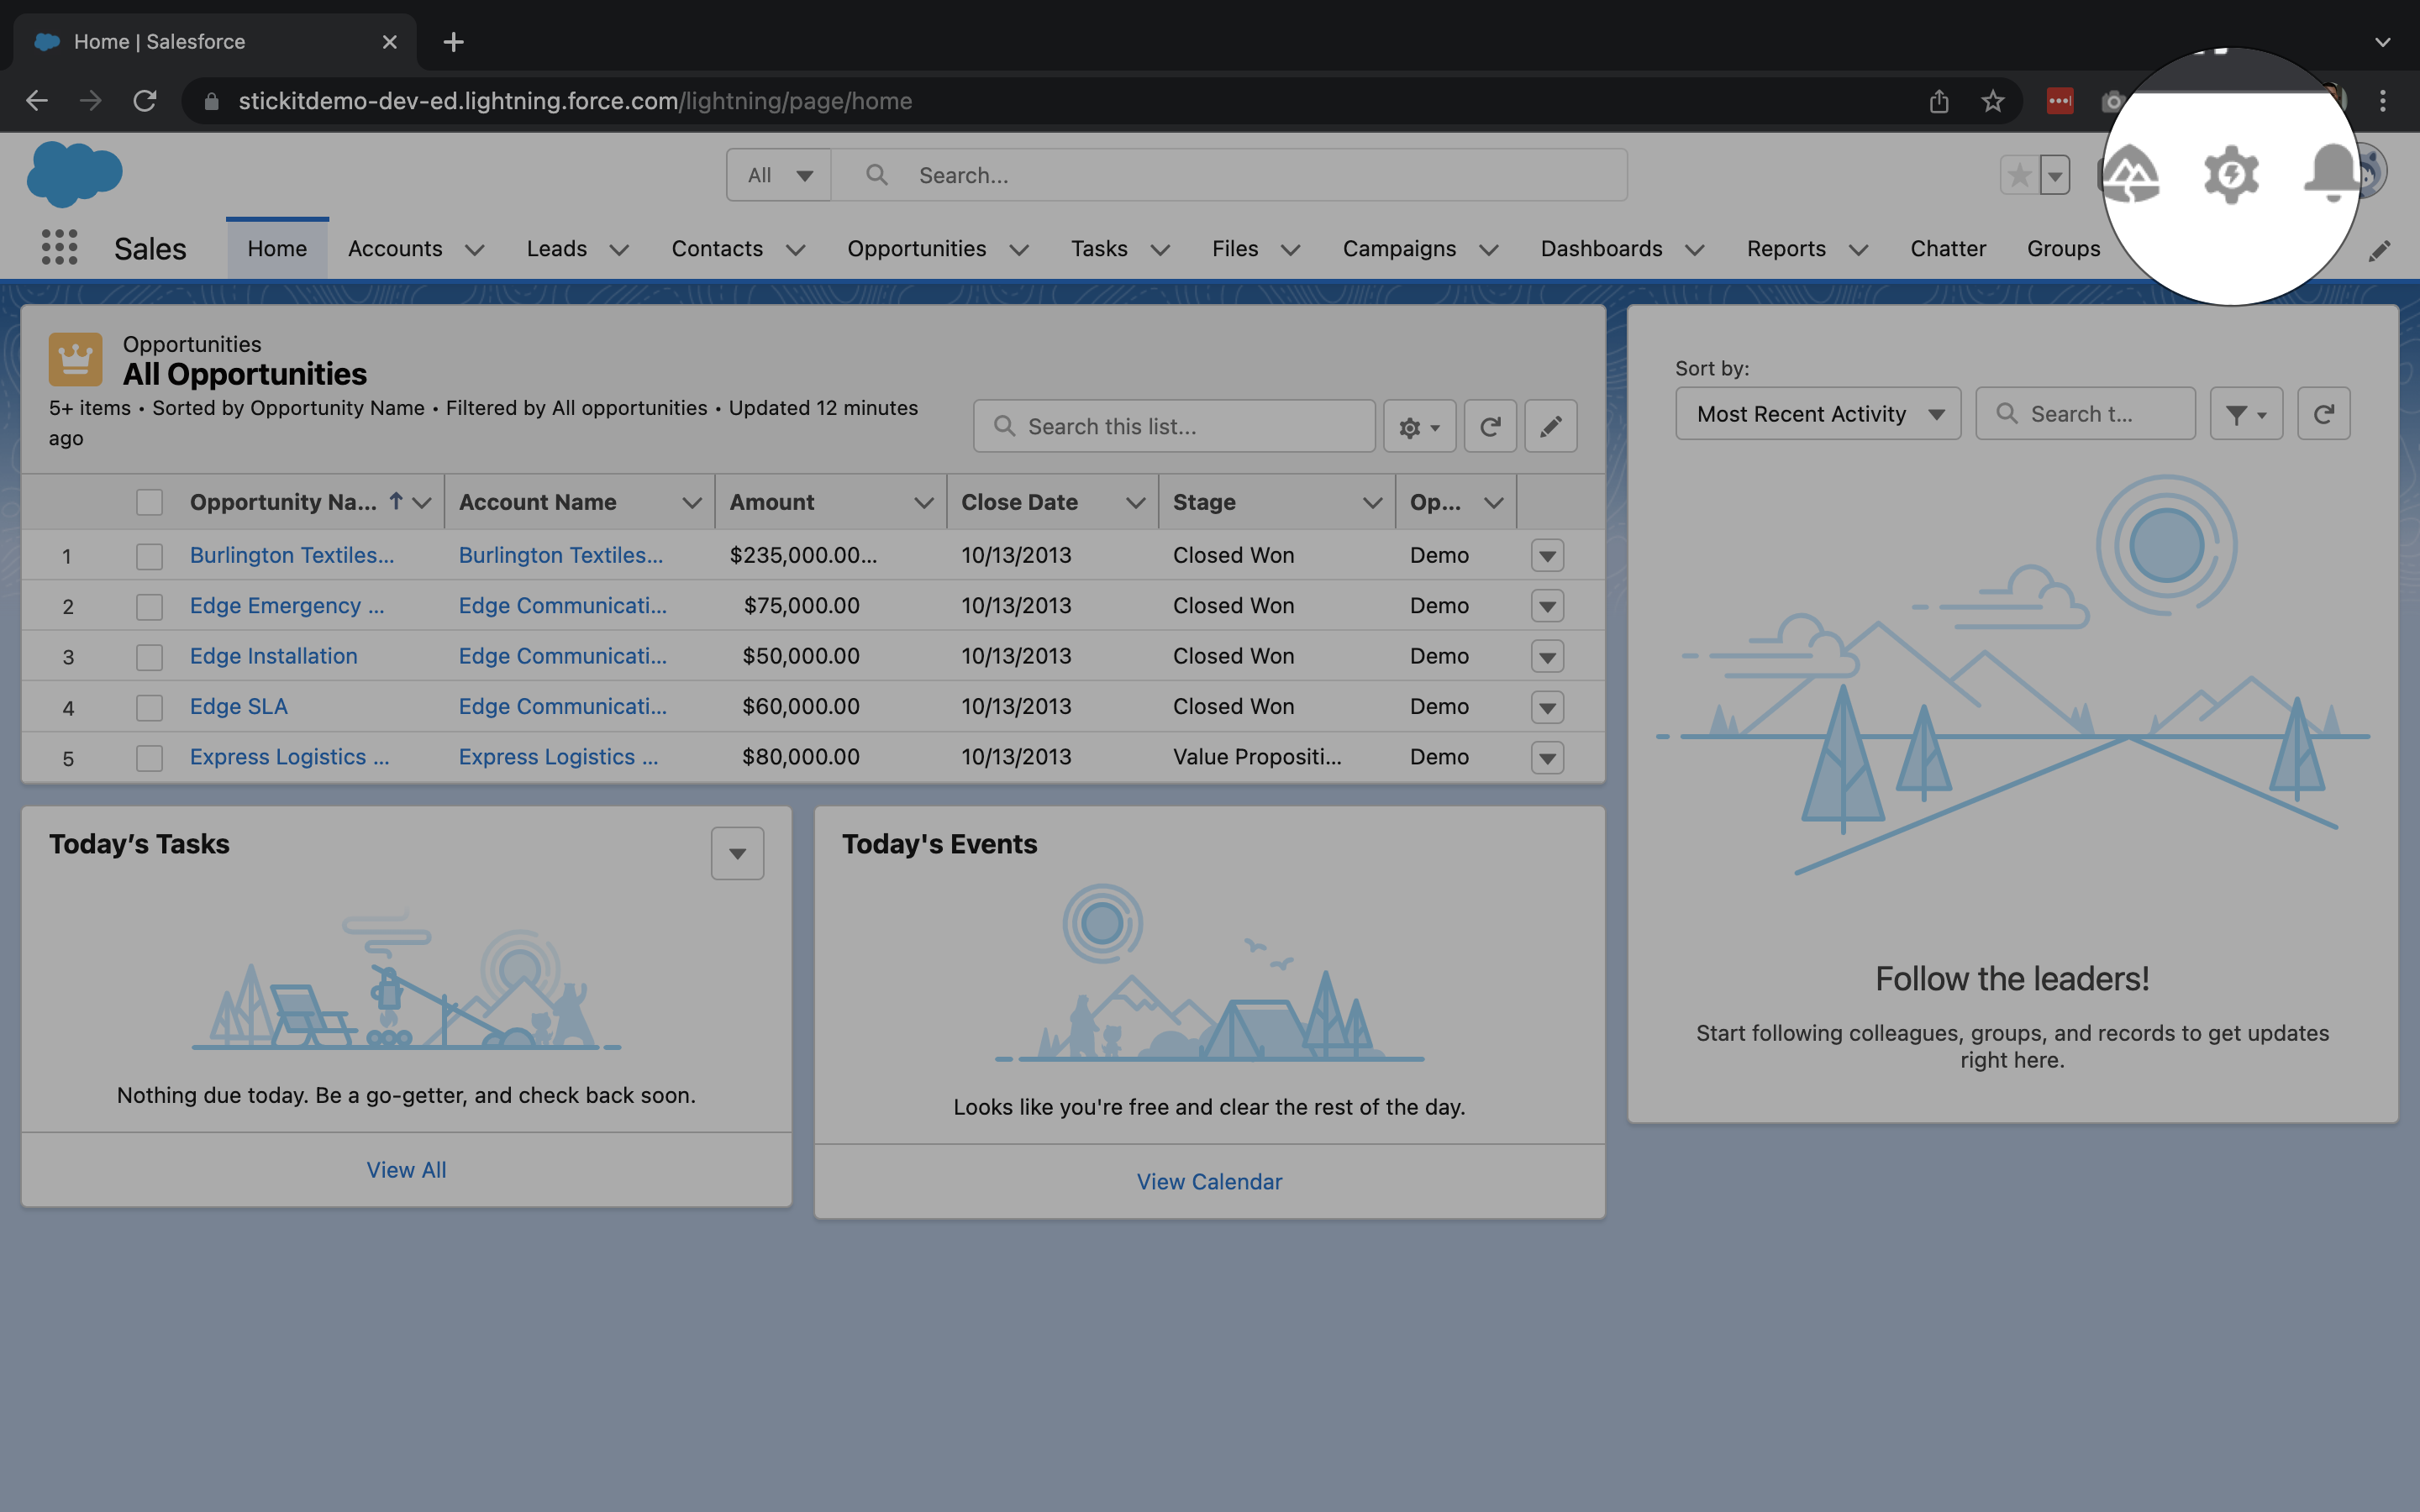 Home | Salesforce
stickitdemo-dev-ed.lightning.force.com/lightning/page/home
All
Search...
Sales
Home Accounts Leads Contacts Opportunities Tasks Files Campaigns Dashboards Reports Chatter Groups
Opportunities
All Opportunities
5+ items • Sorted by Opportunity Name • Filtered by All opportunities • Updated 12 minutes
ago
Search this list...
Opportunity Na... Account Name Amount Close Date Stage Op...
1 Burlington Textiles... Burlington Textiles... $235,000.00... 10/13/2013 Closed Won Demo
2 Edge Emergency ... Edge Communicati... $75,000.00 10/13/2013 Closed Won Demo
3 Edge Installation Edge Communicati... $50,000.00 10/13/2013 Closed Won Demo
4 Edge SLA Edge Communicati... $60,000.00 10/13/2013 Closed Won Demo
5 Express Logistics ... Express Logistics ... $80,000.00 10/13/2013 Value Propositi... Demo
Today’s Tasks
Nothing due today. Be a go-getter, and check back soon.
View All
Today's Events
Looks like you're free and clear the rest of the day.
View Calendar
Sort by:
Most Recent Activity
Search t...
Follow the leaders!
Start following colleagues, groups, and records to get updates
right here.